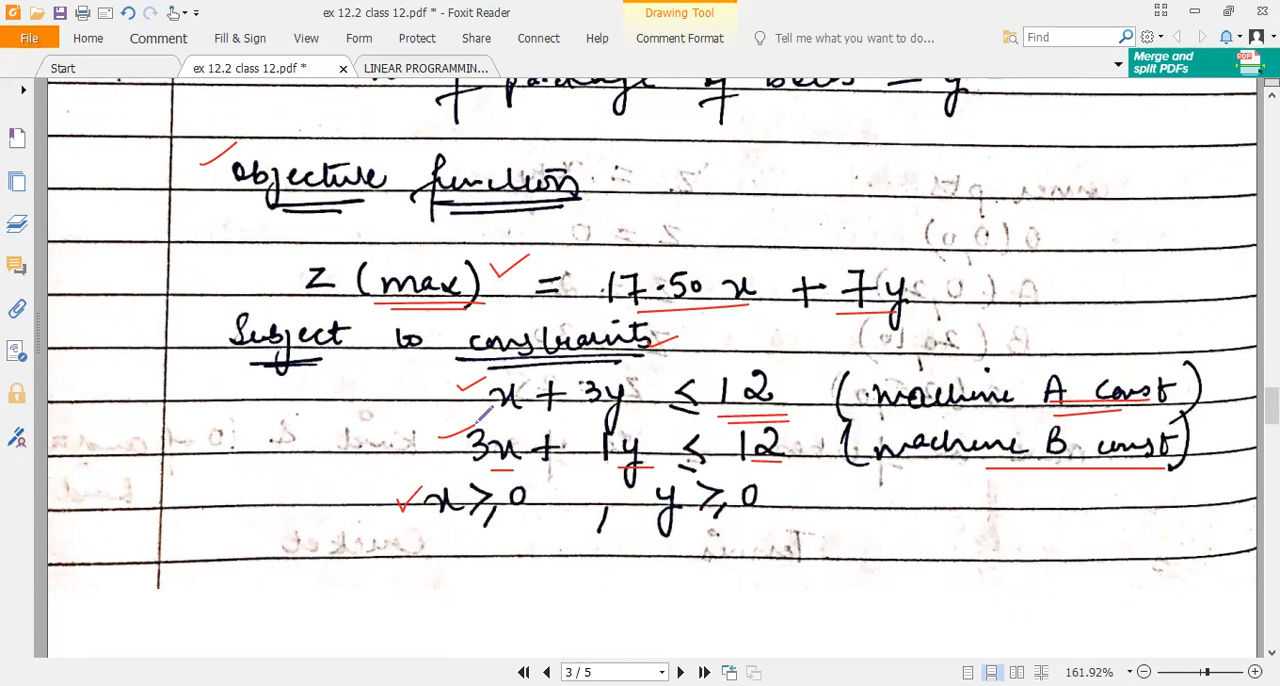 ex 12.2 class 12.pdf * - Foxit Reader
Drawing Tool
File Home Comment Fill & Sign View Form Protect Share Connect Help Comment Format Tell me what you want to do... Find
Start
ex 12.2 class 12.pdf *
LINEAR PROGRAMMIN...
Merge and
split PDFs
of package of = y
Objective function
Z (max) = 17.50 x + 7y
Subject to constraints
x + 3y ≤ 12 (machine A const)
3x + 1y ≤ 12 (machine B const)
x ≥ 0 , y ≥ 0
3 / 5
161.92%